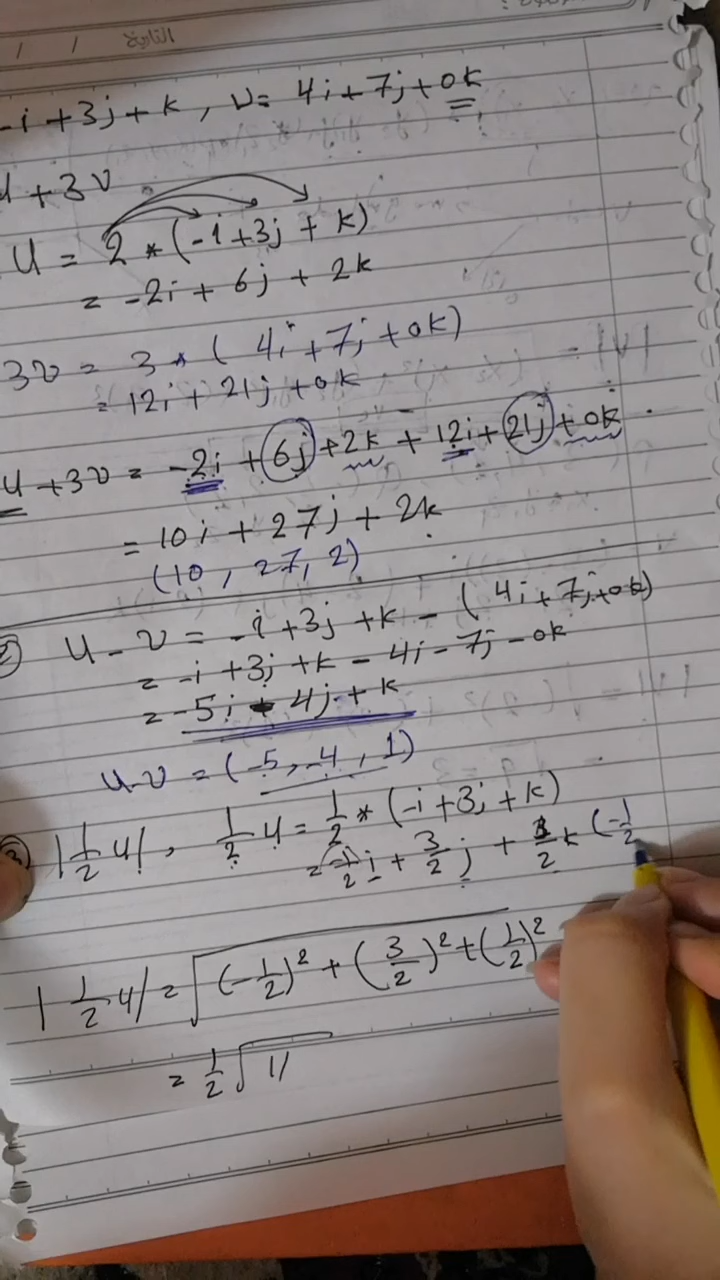 التاريخ / /
-i + 3j + k , v = 4i + 7j + 0k
u + 3v
u = 2 * (-1 + 3j + k)
= -2i + 6j + 2k
3v = 3 * ( 4i + 7j + 0k)
= 12i + 21j + 0k
u + 3v = -2i + 6j + 2k + 12i + 21j + 0k
= 10i + 27j + 2k
(10 , 27, 2)
u - v = -i + 3j + k - ( 4i + 7j + 0k)
= -i + 3j + k - 4i - 7j - 0k
= -5i - 4j + k
u-v = (-5, -4, 1)
|1/2 u| , 1/2 u = 1/2 * (-i + 3j + k)
= -1/2 i + 3/2 j + 1/2 k (-1/2
|1/2 u| = √((-1/2)² + (3/2)² + (1/2)²)
= 1/2 √11